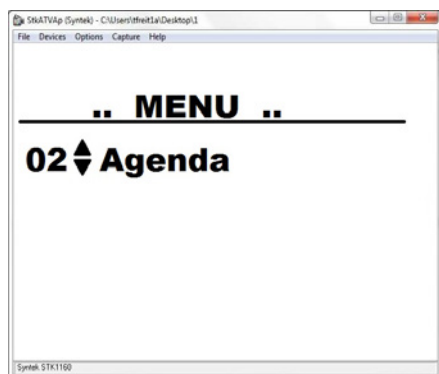 StkATVAp (Syntek) - C:\Users\tfreit1a\Desktop\1
File Devices Options Capture Help
.. MENU ..
02 Agenda
Syntek STK1160